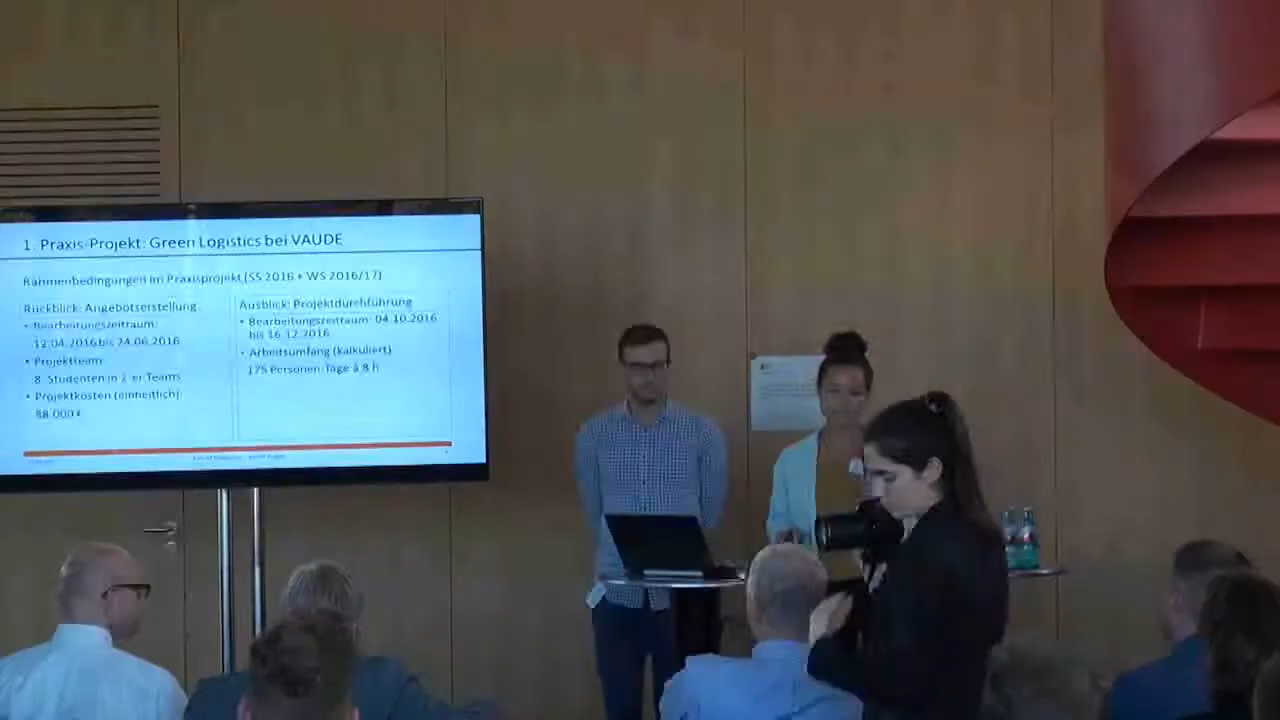 1. Praxis-Projekt: Green Logistics bei VAUDE
Rahmenbedingungen im Praxisprojekt (SS 2016 + WS 2016/17)
Rückblick: Angebotserstellung
• Bearbeitungszeitraum:
12.04.2016 bis 24.06.2016
• Projektteam
8 Studenten in 2-er Teams
• Projektkosten (einheitlich):
88.000 €
Ausblick: Projektdurchführung
• Bearbeitungszeitraum: 04.10.2016
bis 16.12.2016
• Arbeitsumfang (kalkuliert)
175 Personen-Tage à 8 h